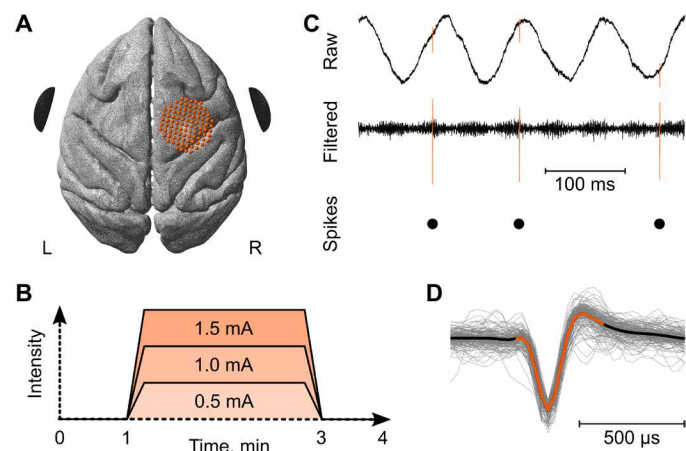 A
L
R
B
Intensity
1.5 mA
1.0 mA
0.5 mA
0
1
3
4
Time, min
C
Raw
Filtered
100 ms
Spikes
D
500 µs